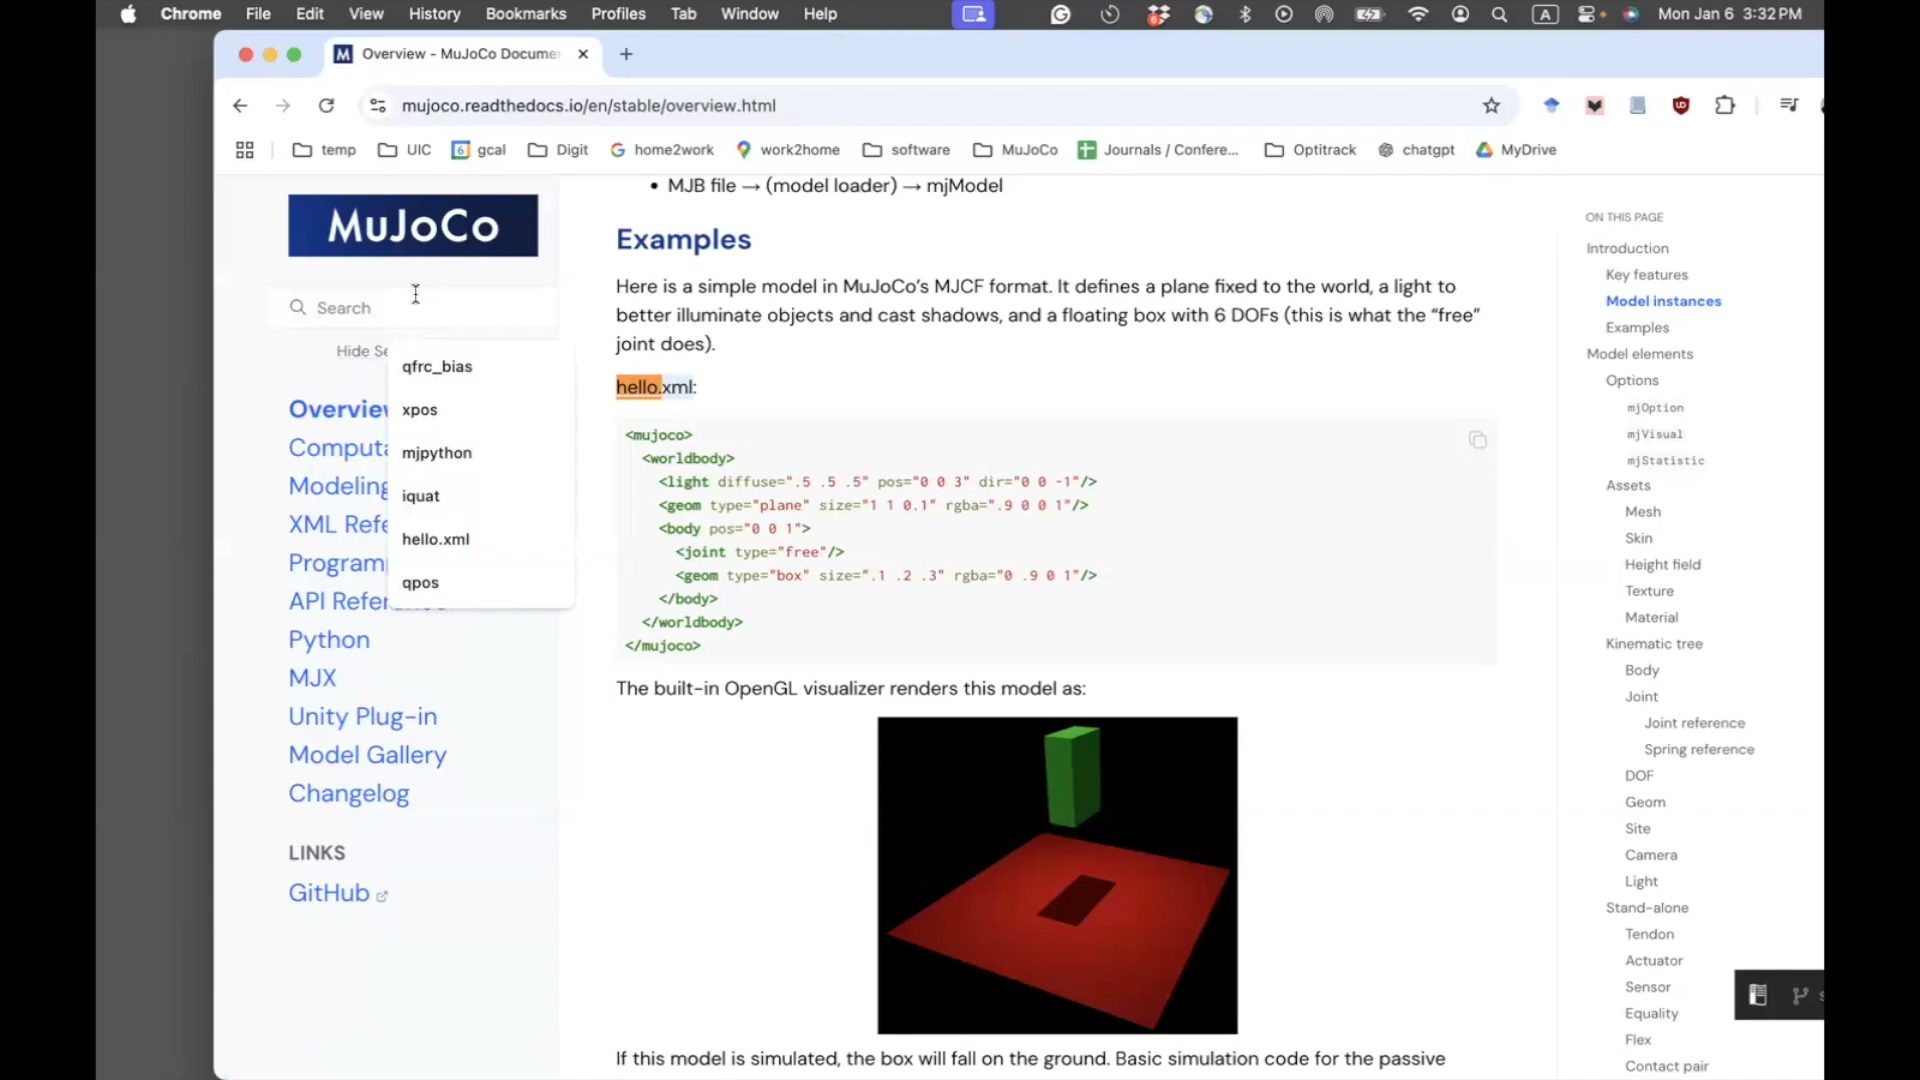 Chrome File Edit View History Bookmarks Profiles Tab Window Help
A Mon Jan 6 3:32 PM
M Overview - MuJoCo Docume
mujoco.readthedocs.io/en/stable/overview.html
temp UIC 6 gcal Digit G home2work work2home software MuJoCo Journals / Confere... Optitrack chatgpt MyDrive
MuJoCo
Search
Hide Se
qfrc_bias
xpos
mjpython
iquat
hello.xml
qpos
Overview
Computa
Modeling
XML Refe
Program
API Refer
Python
MJX
Unity Plug-in
Model Gallery
Changelog
LINKS
GitHub
• MJB file → (model loader) → mjModel
Examples
Here is a simple model in MuJoCo's MJCF format. It defines a plane fixed to the world, a light to
better illuminate objects and cast shadows, and a floating box with 6 DOFs (this is what the “free”
joint does).
hello.xml:
<mujoco>
<worldbody>
<light diffuse=".5 .5 .5" pos="0 0 3" dir="0 0 -1"/>
<geom type="plane" size="1 1 0.1" rgba=".9 0 0 1"/>
<body pos="0 0 1">
<joint type="free"/>
<geom type="box" size=".1 .2 .3" rgba="0 .9 0 1"/>
</body>
</worldbody>
</mujoco>
The built-in OpenGL visualizer renders this model as:
If this model is simulated, the box will fall on the ground. Basic simulation code for the passive
ON THIS PAGE
Introduction
Key features
Model instances
Examples
Model elements
Options
mjOption
mjVisual
mjStatistic
Assets
Mesh
Skin
Height field
Texture
Material
Kinematic tree
Body
Joint
Joint reference
Spring reference
DOF
Geom
Site
Camera
Light
Stand-alone
Tendon
Actuator
Sensor
Equality
Flex
Contact pair